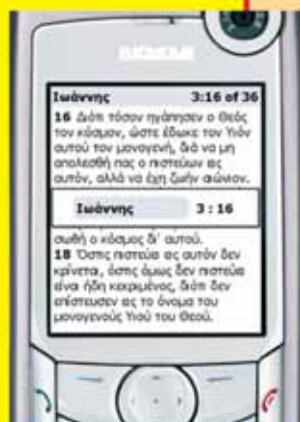 Ιωάννης 3:16 of 36
16 Διότι τόσον ηγάπησεν ο Θεός
τον κόσμον, ώστε έδωκε τον Υιόν
αυτού τον μονογενή, διά να μη
απολεσθή πας ο πιστεύων εις
αυτόν, αλλά να έχη ζωήν αιώνιον.
Ιωάννης 3 : 16
σωθή ο κόσμος δι' αυτού.
18 Όστις πιστεύει εις αυτόν δεν
κρίνεται, όστις όμως δεν πιστεύει
είναι ήδη κεκριμένος, διότι δεν
επίστευσεν εις το όνομα του
μονογενούς Υιού του Θεού.